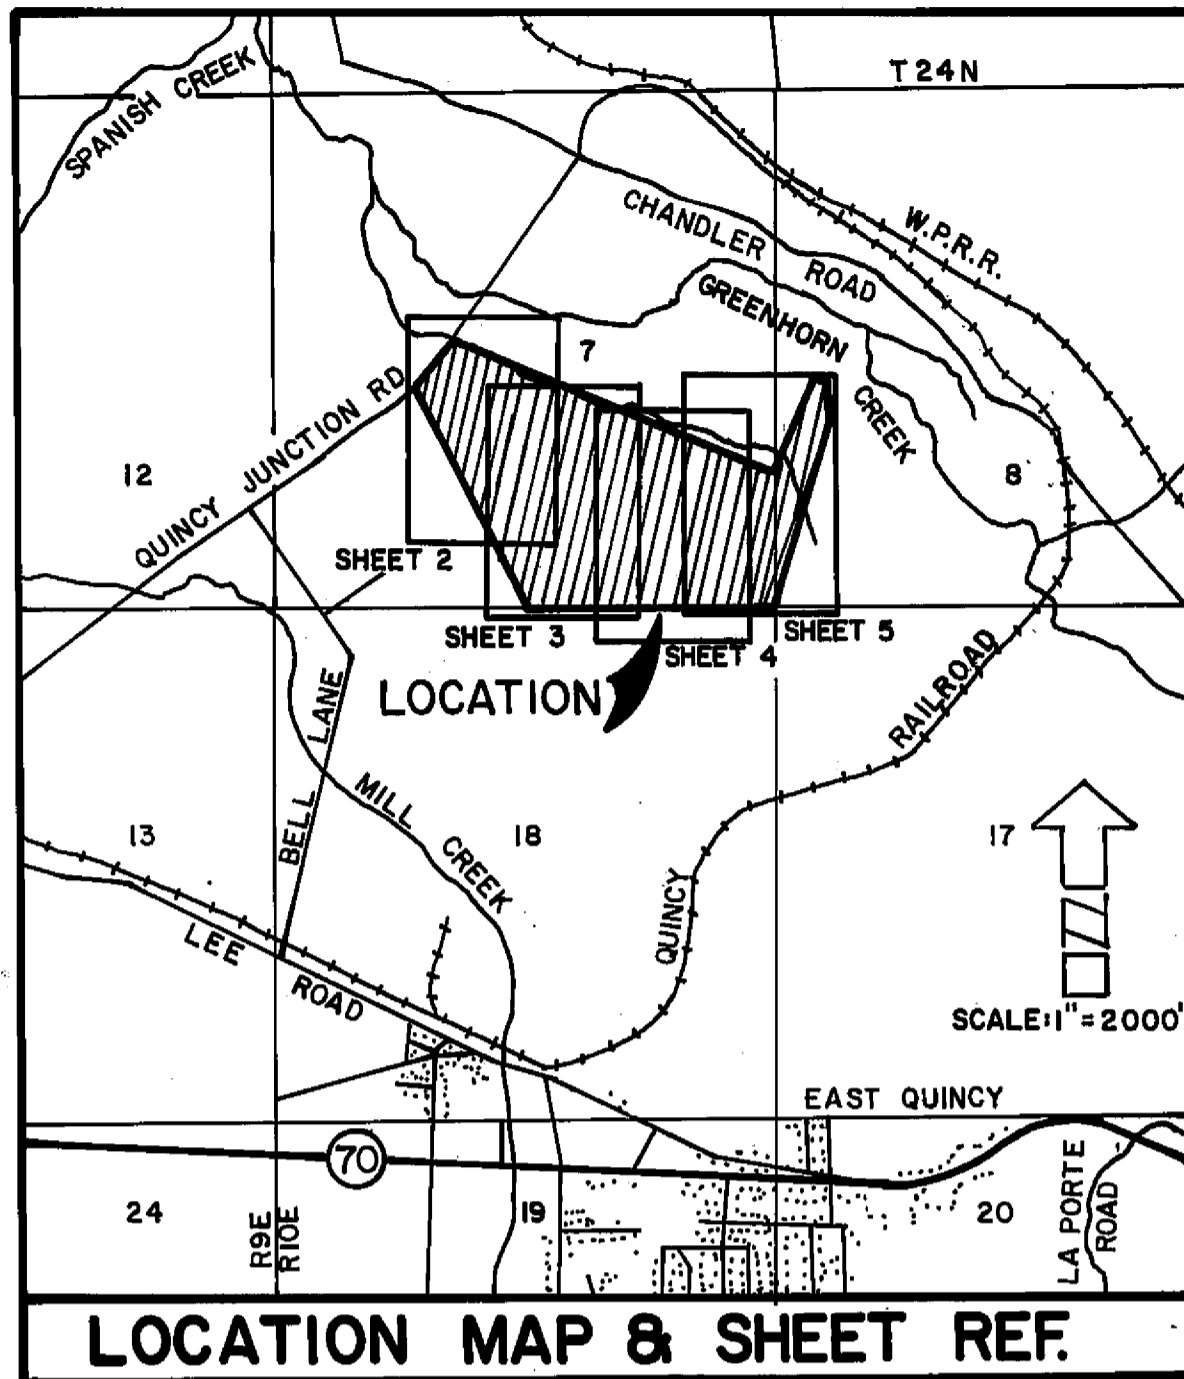 T 24 N
SPANISH CREEK
CHANDLER ROAD
W.P.R.R.
GREENHORN CREEK
7
QUINCY JUNCTION RD
12
8
SHEET 2
SHEET 3
SHEET 4
SHEET 5
LOCATION
BELL LANE
MILL CREEK
QUINCY RAILROAD
13
18
17
LEE ROAD
SCALE: 1" = 2000'
EAST QUINCY
70
24
R9E
R10E
19
20
LA PORTE
ROAD
LOCATION MAP & SHEET REF.